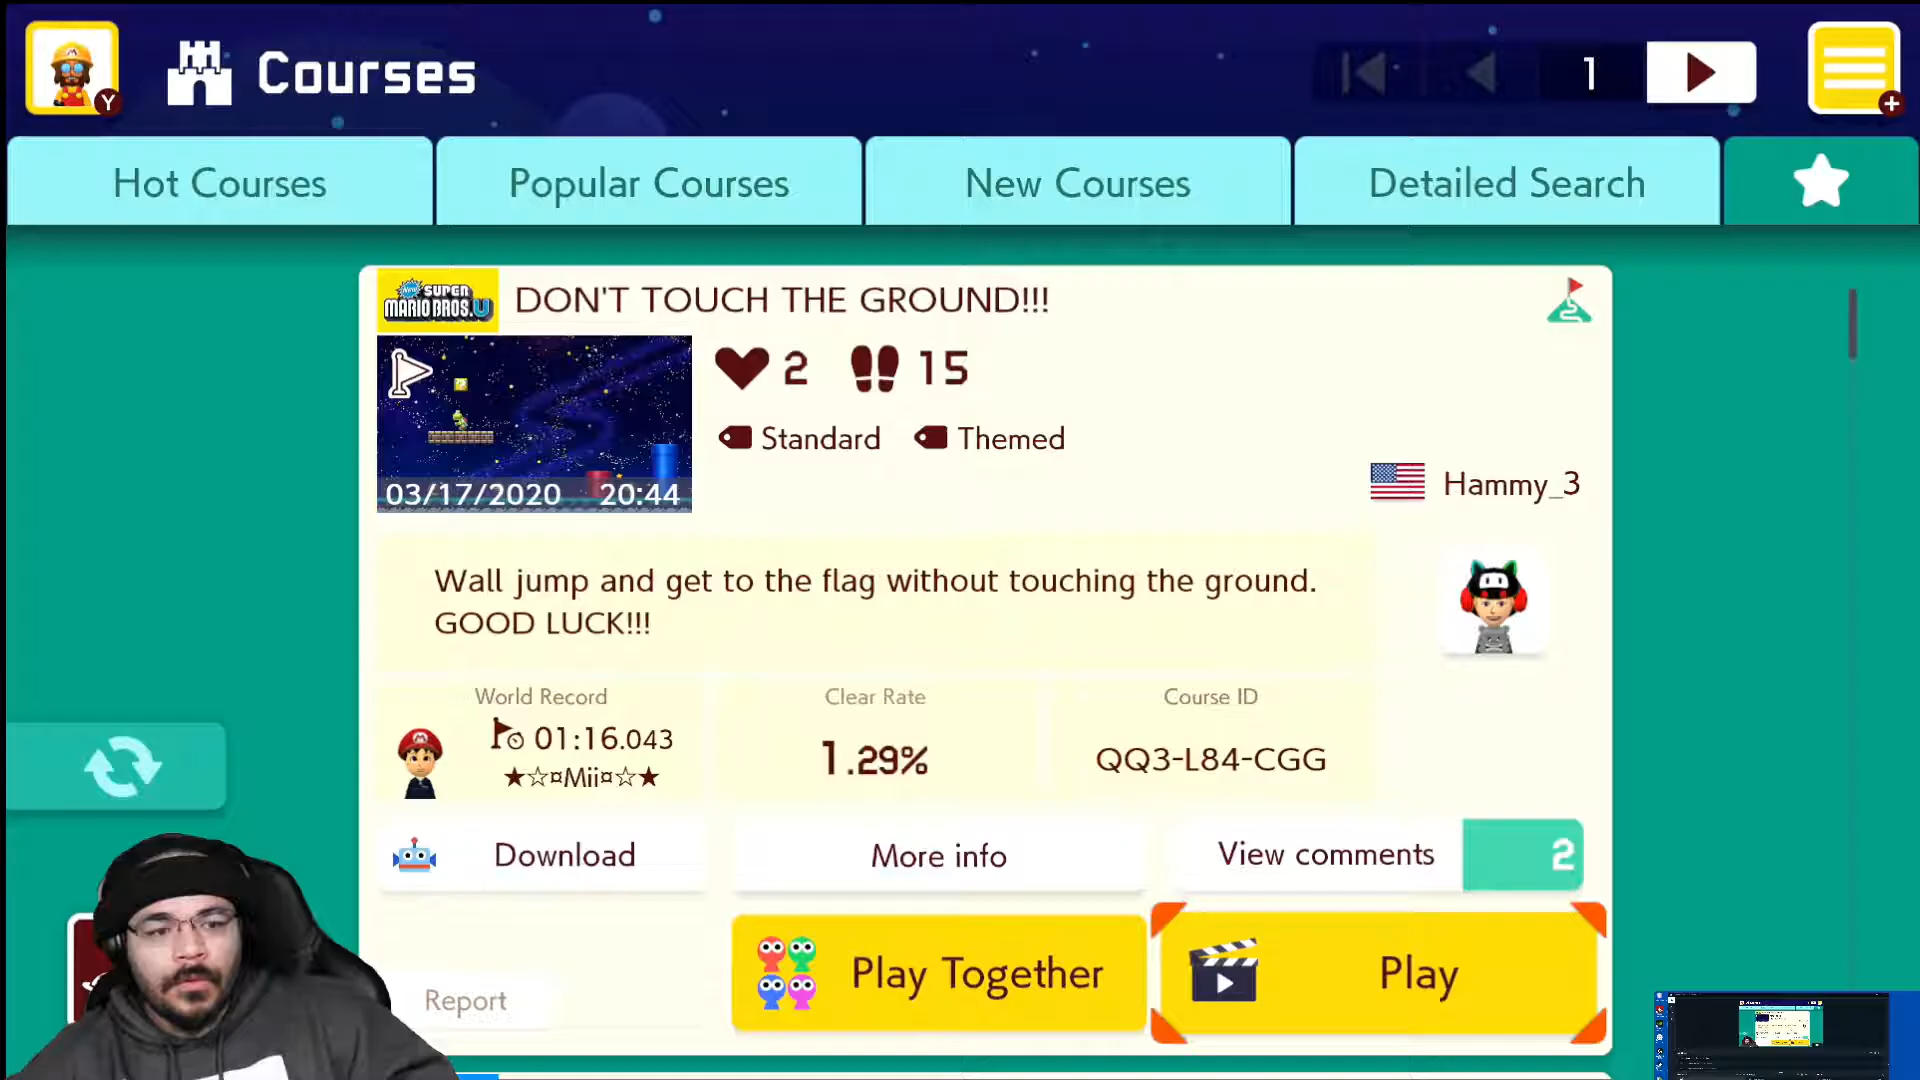 Y
Courses
1
+
Hot Courses
Popular Courses
New Courses
Detailed Search
New SUPER MARIO BROS. U
DON'T TOUCH THE GROUND!!!
2
15
Standard
Themed
03/17/2020 20:44
Hammy_3
Wall jump and get to the flag without touching the ground.
GOOD LUCK!!!
World Record
01:16.043
★☆¤Mii¤☆★
Clear Rate
1.29%
Course ID
QQ3-L84-CGG
Download
More info
View comments
2
Report
Play Together
Play